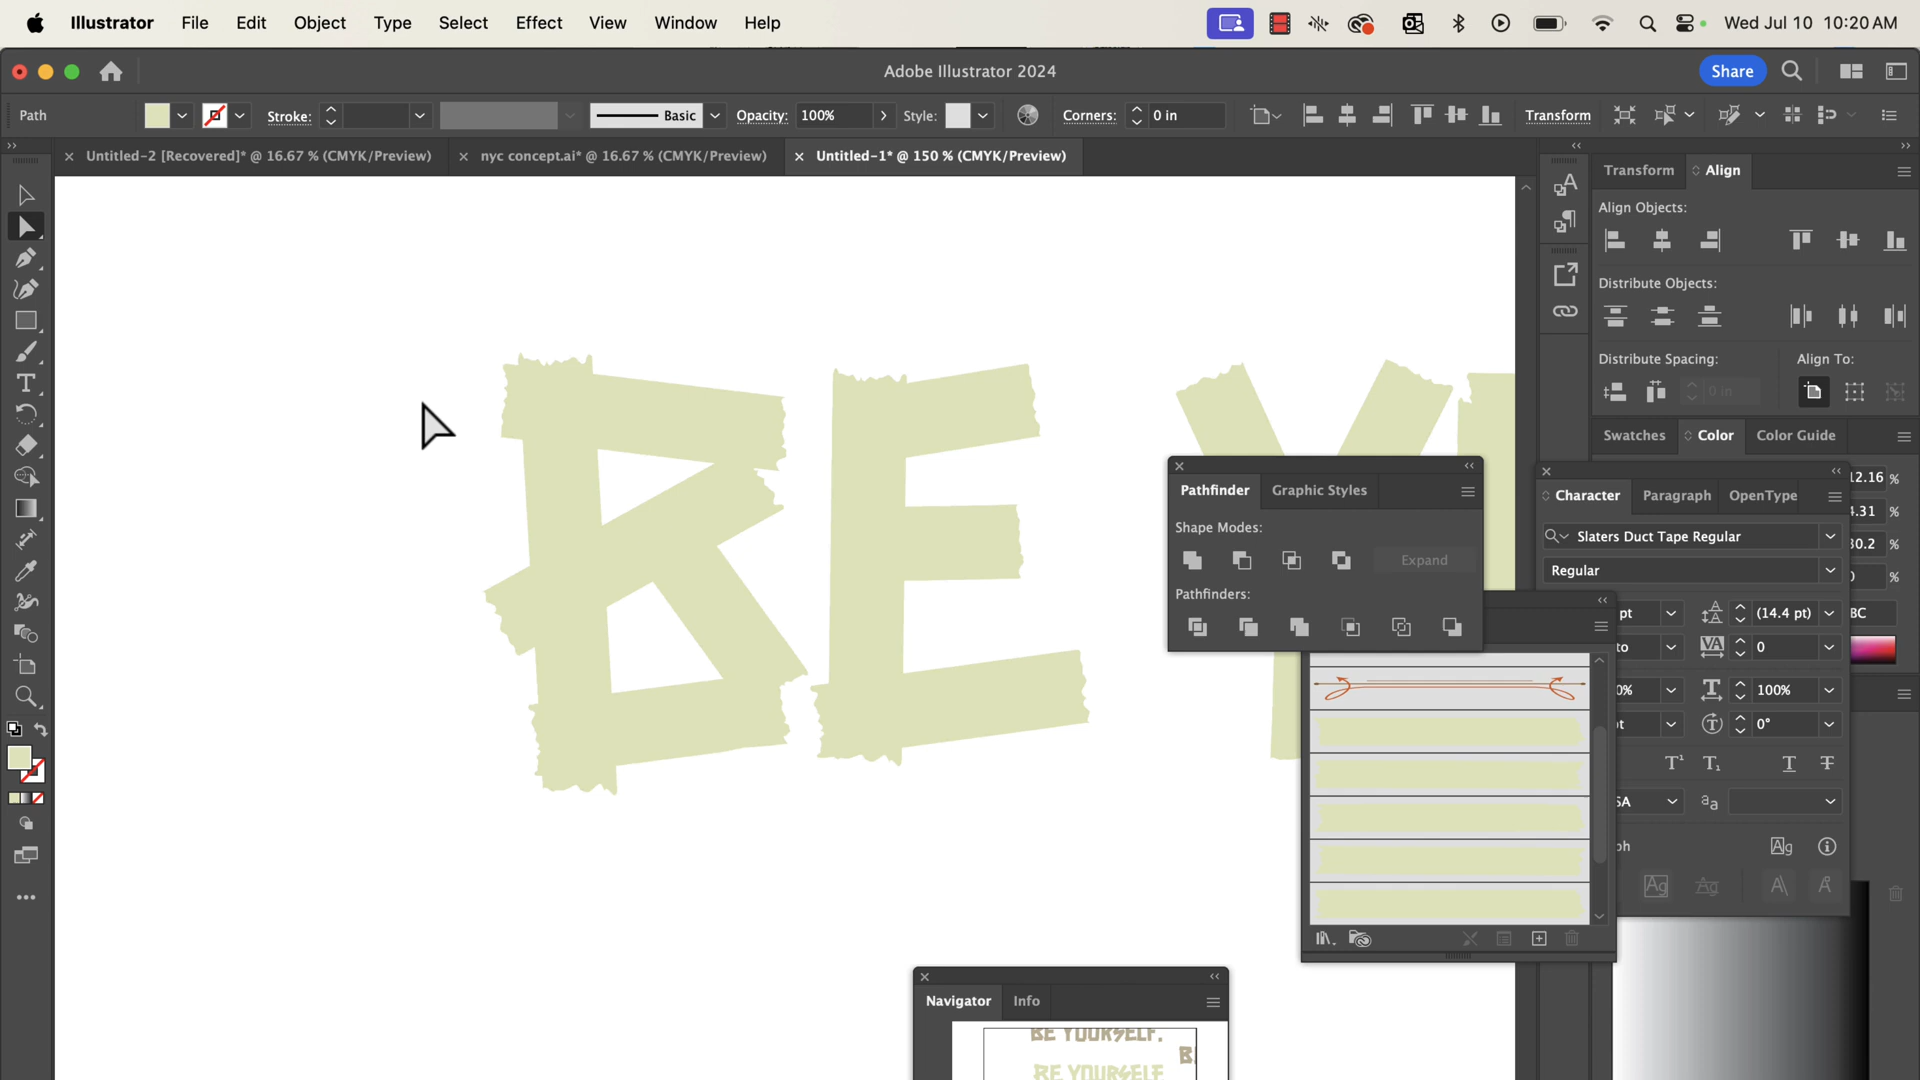 Illustrator File Edit Object Type Select Effect View Window Help Wed Jul 10 10:20 AM
Adobe Illustrator 2024 Share
Path Stroke: Basic Opacity: 100% Style: Corners: 0 in Transform
Untitled-2 [Recovered]* @ 16.67 % (CMYK/Preview) nyc concept.ai* @ 16.67 % (CMYK/Preview) Untitled-1* @ 150 % (CMYK/Preview)
Transform Align
Align Objects:
Distribute Objects:
Distribute Spacing: Align To:
0 in
Swatches Color Color Guide
BE
12.16 %
4.31 %
30.2 %
0 %
BC
Pathfinder Graphic Styles
Shape Modes:
Expand
Pathfinders:
Character Paragraph OpenType
Slaters Duct Tape Regular
Regular
pt (14.4 pt)
to 0
0% 100%
pt 0°
SA
ph
Navigator Info
BE YOURSELF.
B
BE YOURSELF